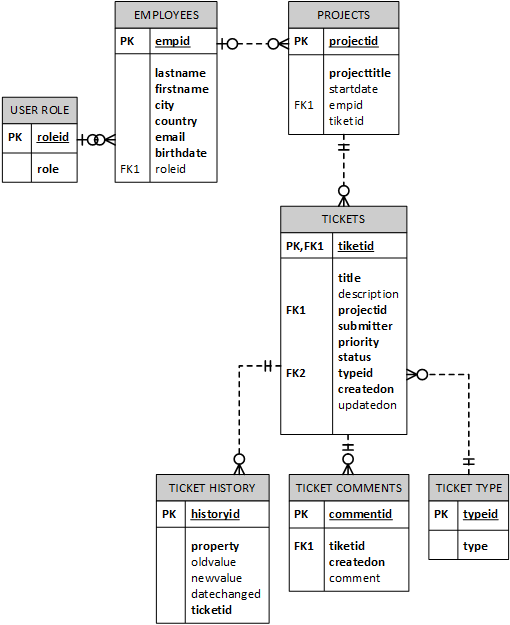 EMPLOYEES
PK empid
lastname
firstname
city
country
email
birthdate
FK1 roleid
PROJECTS
PK projectid
projecttitle
startdate
FK1 empid
tiketid
USER ROLE
PK roleid
role
TICKETS
PK,FK1 tiketid
title
description
FK1 projectid
submitter
priority
status
FK2 typeid
createdon
updatedon
TICKET HISTORY
PK historyid
property
oldvalue
newvalue
datechanged
ticketid
TICKET COMMENTS
PK commentid
FK1 tiketid
createdon
comment
TICKET TYPE
PK typeid
type